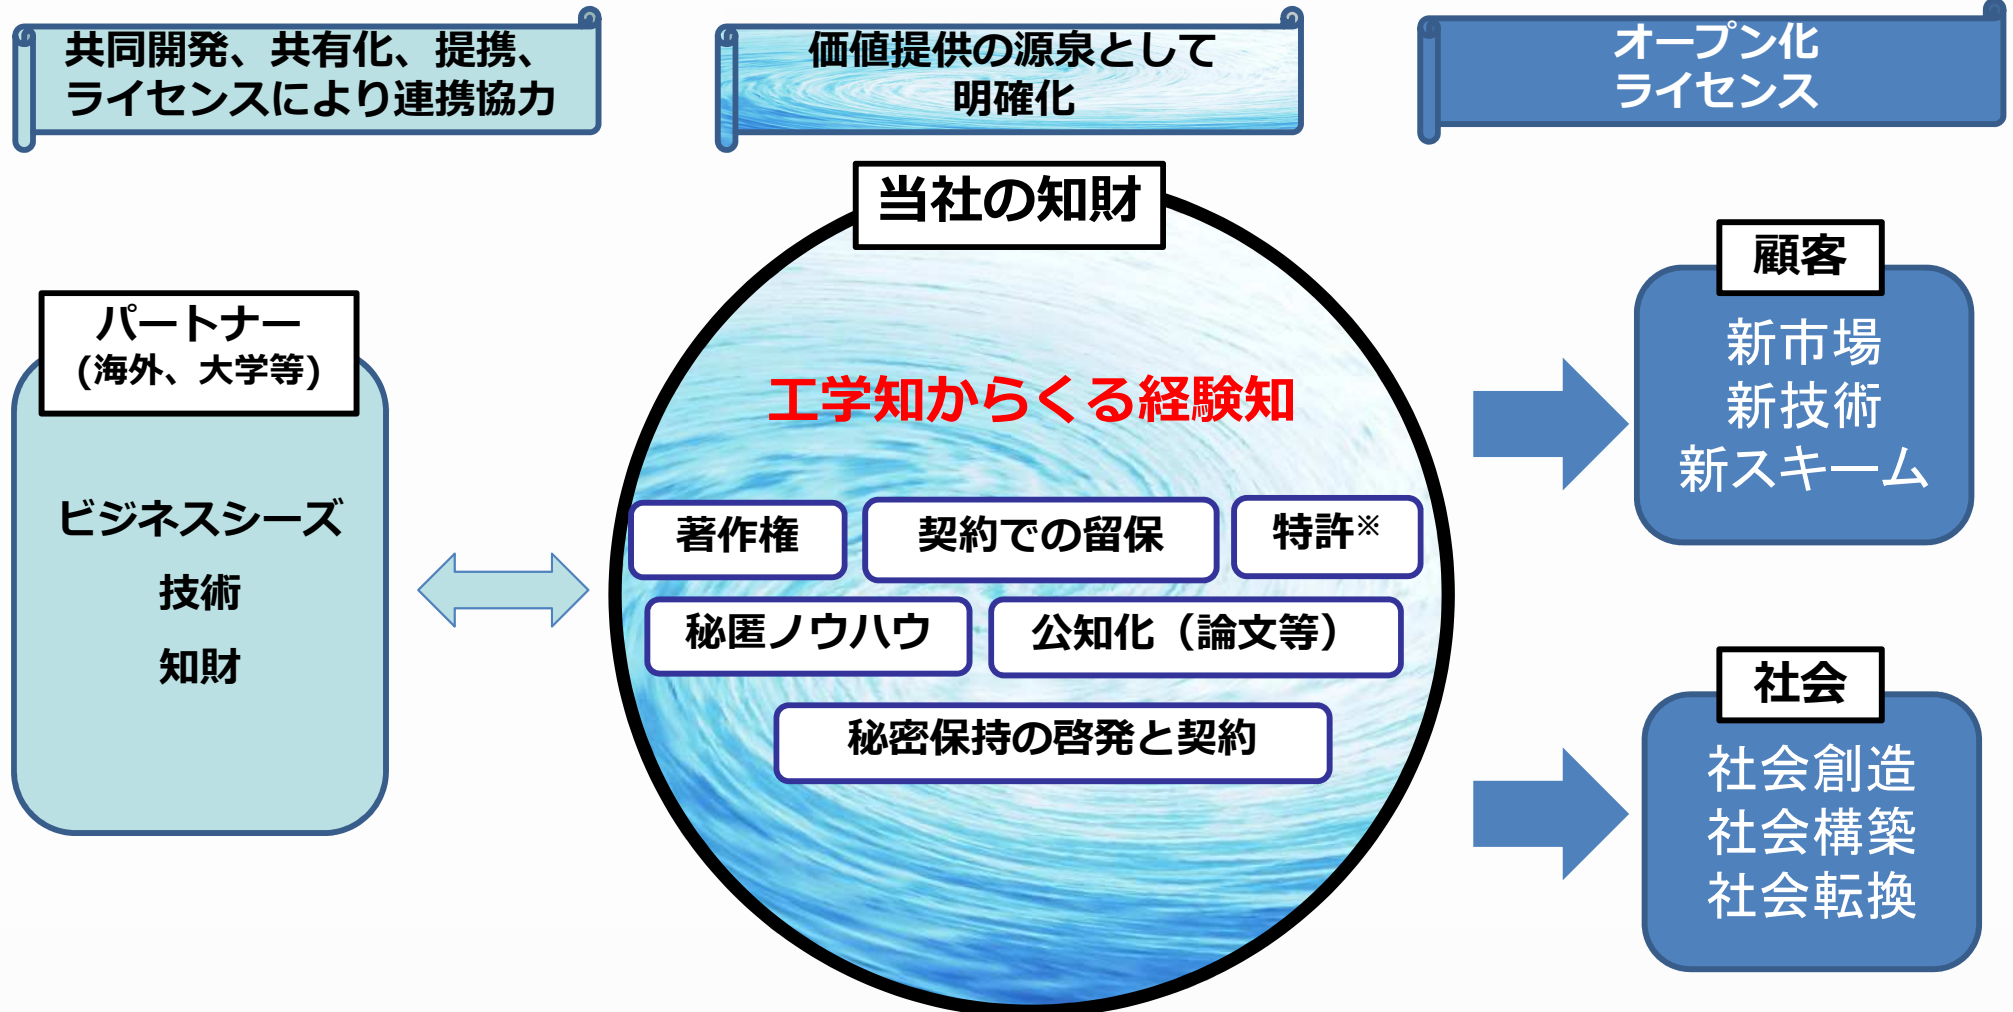 共同開発、共有化、提携、
ライセンスにより連携協力
価値提供の源泉として
明確化
オープン化
ライセンス
当社の知財
パートナー
(海外、大学等)
ビジネスシーズ
技術
知財
工学知からくる経験知
著作権
契約での留保
特許※
秘匿ノウハウ
公知化（論文等）
秘密保持の啓発と契約
顧客
新市場
新技術
新スキーム
社会
社会創造
社会構築
社会転換